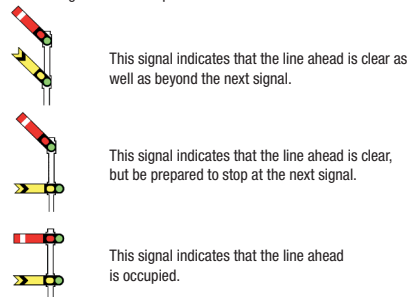 This signal indicates that the line ahead is clear as
well as beyond the next signal.
This signal indicates that the line ahead is clear,
but be prepared to stop at the next signal.
This signal indicates that the line ahead
is occupied.